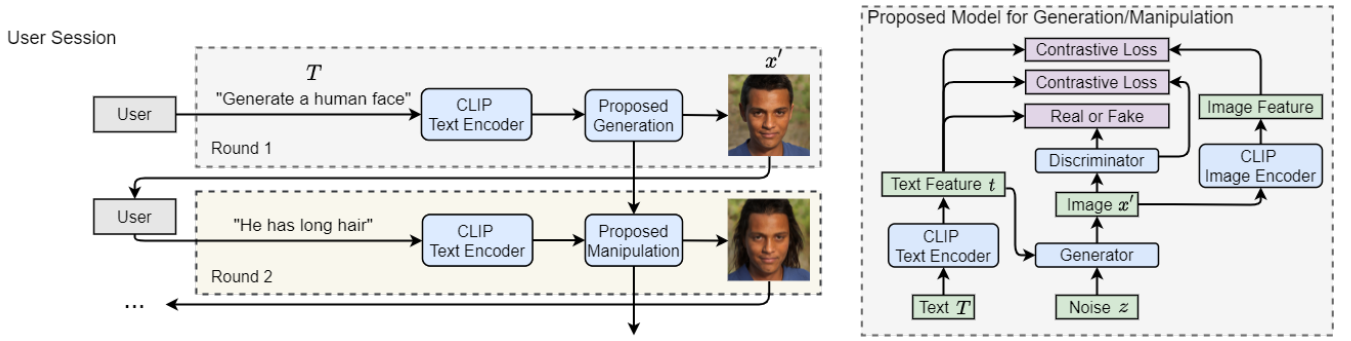 User Session
T
x′
User
"Generate a human face"
CLIP
Text Encoder
Proposed
Generation
Round 1
User
"He has long hair"
CLIP
Text Encoder
Proposed
Manipulation
Round 2
...
Proposed Model for Generation/Manipulation
Contrastive Loss
Contrastive Loss
Real or Fake
Image Feature
Discriminator
CLIP
Image Encoder
Text Feature t
Image x′
CLIP
Text Encoder
Generator
Text T
Noise z